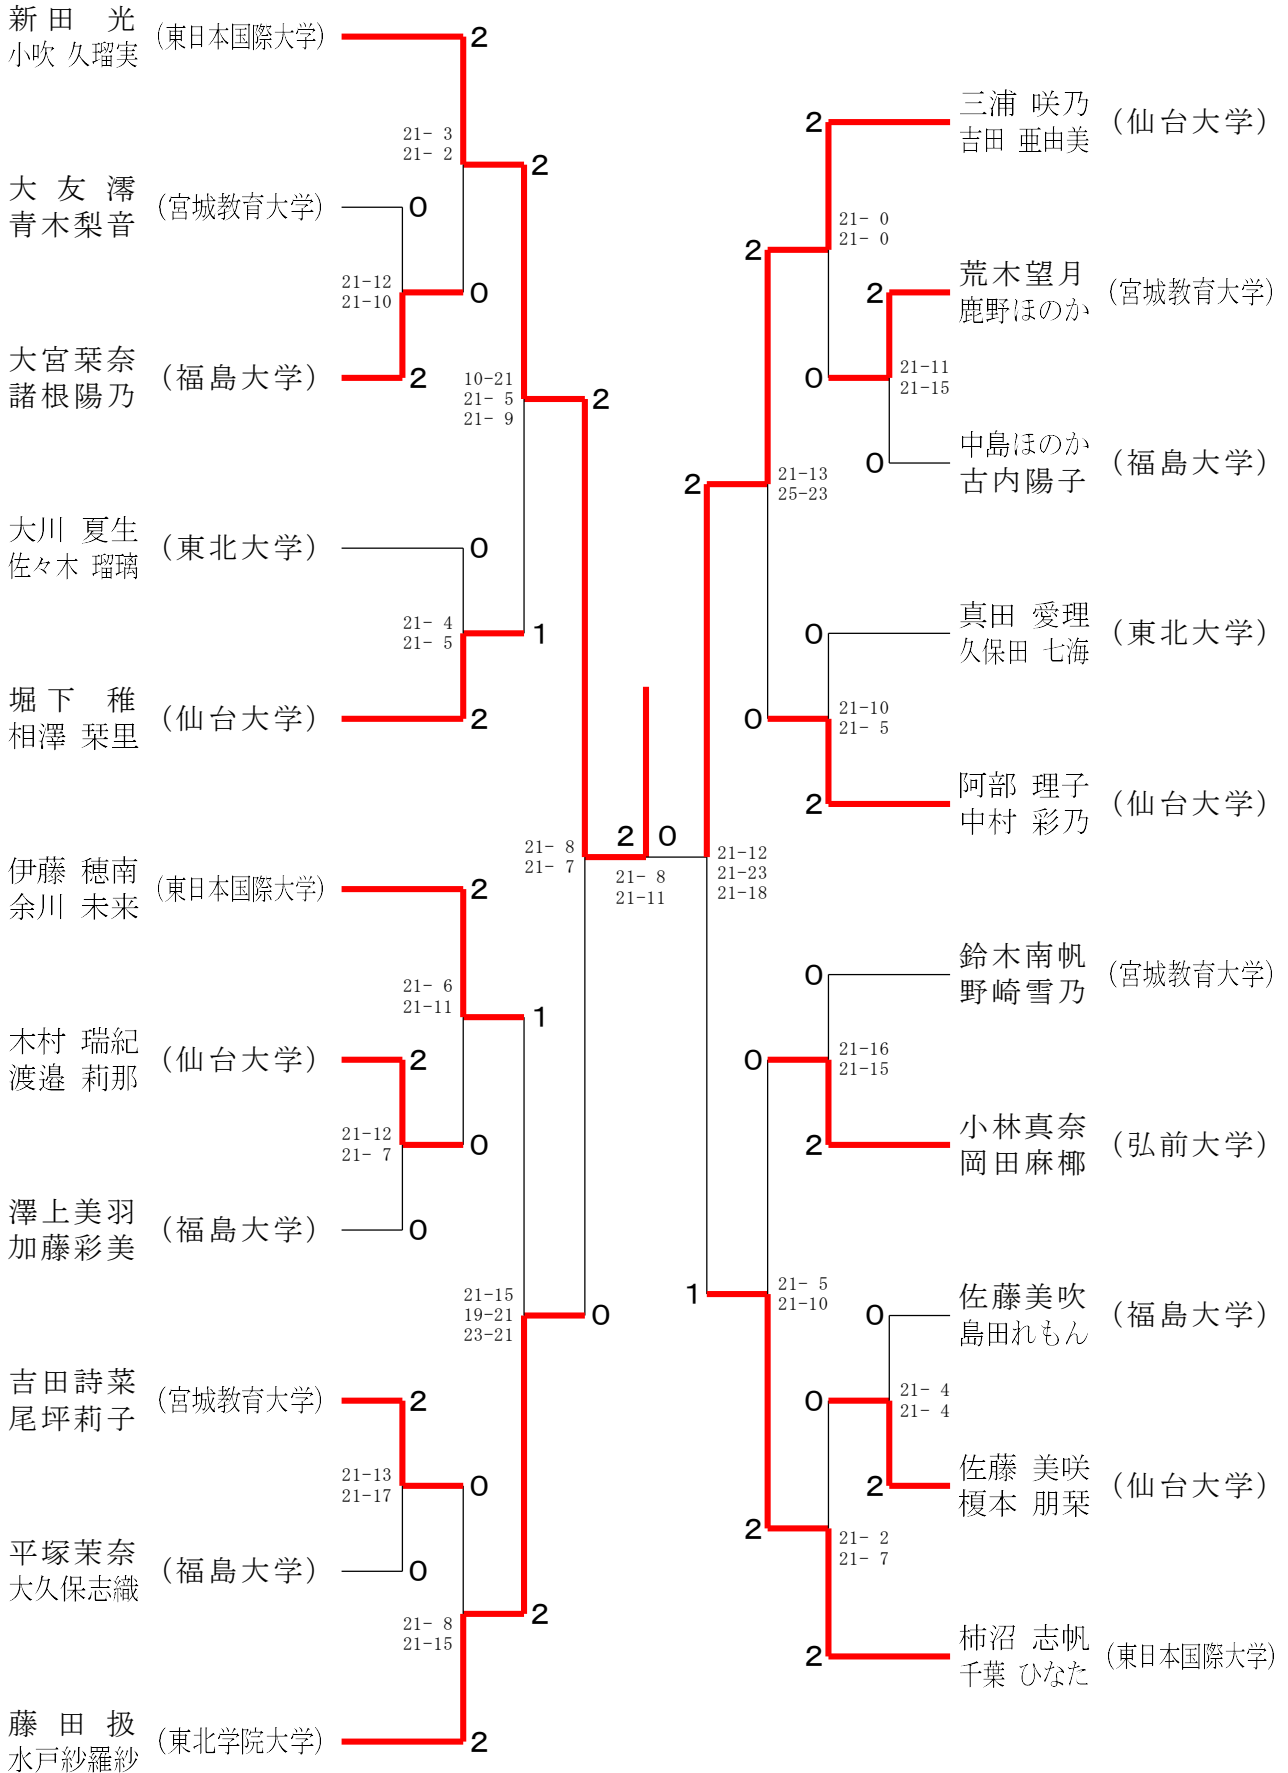 新田 光
小吹 久瑠実
(東日本国際大学)
2
21- 3
21- 2
2
大友 澪
青木梨音
(宮城教育大学)
0
21-12
21-10
0
大宮栞奈
諸根陽乃
(福島大学)
2
10-21
21- 5
21- 9
2
大川 夏生
佐々木 瑠璃
(東北大学)
0
21- 4
21- 5
1
堀下 稚
相澤 栞里
(仙台大学)
2
21- 8
21- 7
2
0
21- 8
21-11
伊藤 穂南
余川 未来
(東日本国際大学)
2
21- 6
21-11
1
木村 瑞紀
渡邉 莉那
(仙台大学)
2
21-12
21- 7
0
澤上美羽
加藤彩美
(福島大学)
0
21-15
19-21
23-21
0
吉田詩菜
尾坪莉子
(宮城教育大学)
2
21-13
21-17
0
平塚茉奈
大久保志織
(福島大学)
0
21- 8
21-15
2
藤田扱
水戸紗羅紗
(東北学院大学)
2
2
三浦 咲乃
吉田 亜由美
(仙台大学)
21- 0
21- 0
2
2
荒木望月
鹿野ほのか
(宮城教育大学)
0
21-11
21-15
0
中島ほのか
古内陽子
(福島大学)
2
21-13
25-23
0
真田 愛理
久保田 七海
(東北大学)
0
21-10
21- 5
2
阿部 理子
中村 彩乃
(仙台大学)
21-12
21-23
21-18
0
鈴木南帆
野崎雪乃
(宮城教育大学)
0
21-16
21-15
2
小林真奈
岡田麻椰
(弘前大学)
1
21- 5
21-10
0
佐藤美吹
島田れもん
(福島大学)
0
21- 4
21- 4
2
佐藤 美咲
榎本 朋栞
(仙台大学)
2
21- 2
21- 7
2
柿沼 志帆
千葉 ひなた
(東日本国際大学)